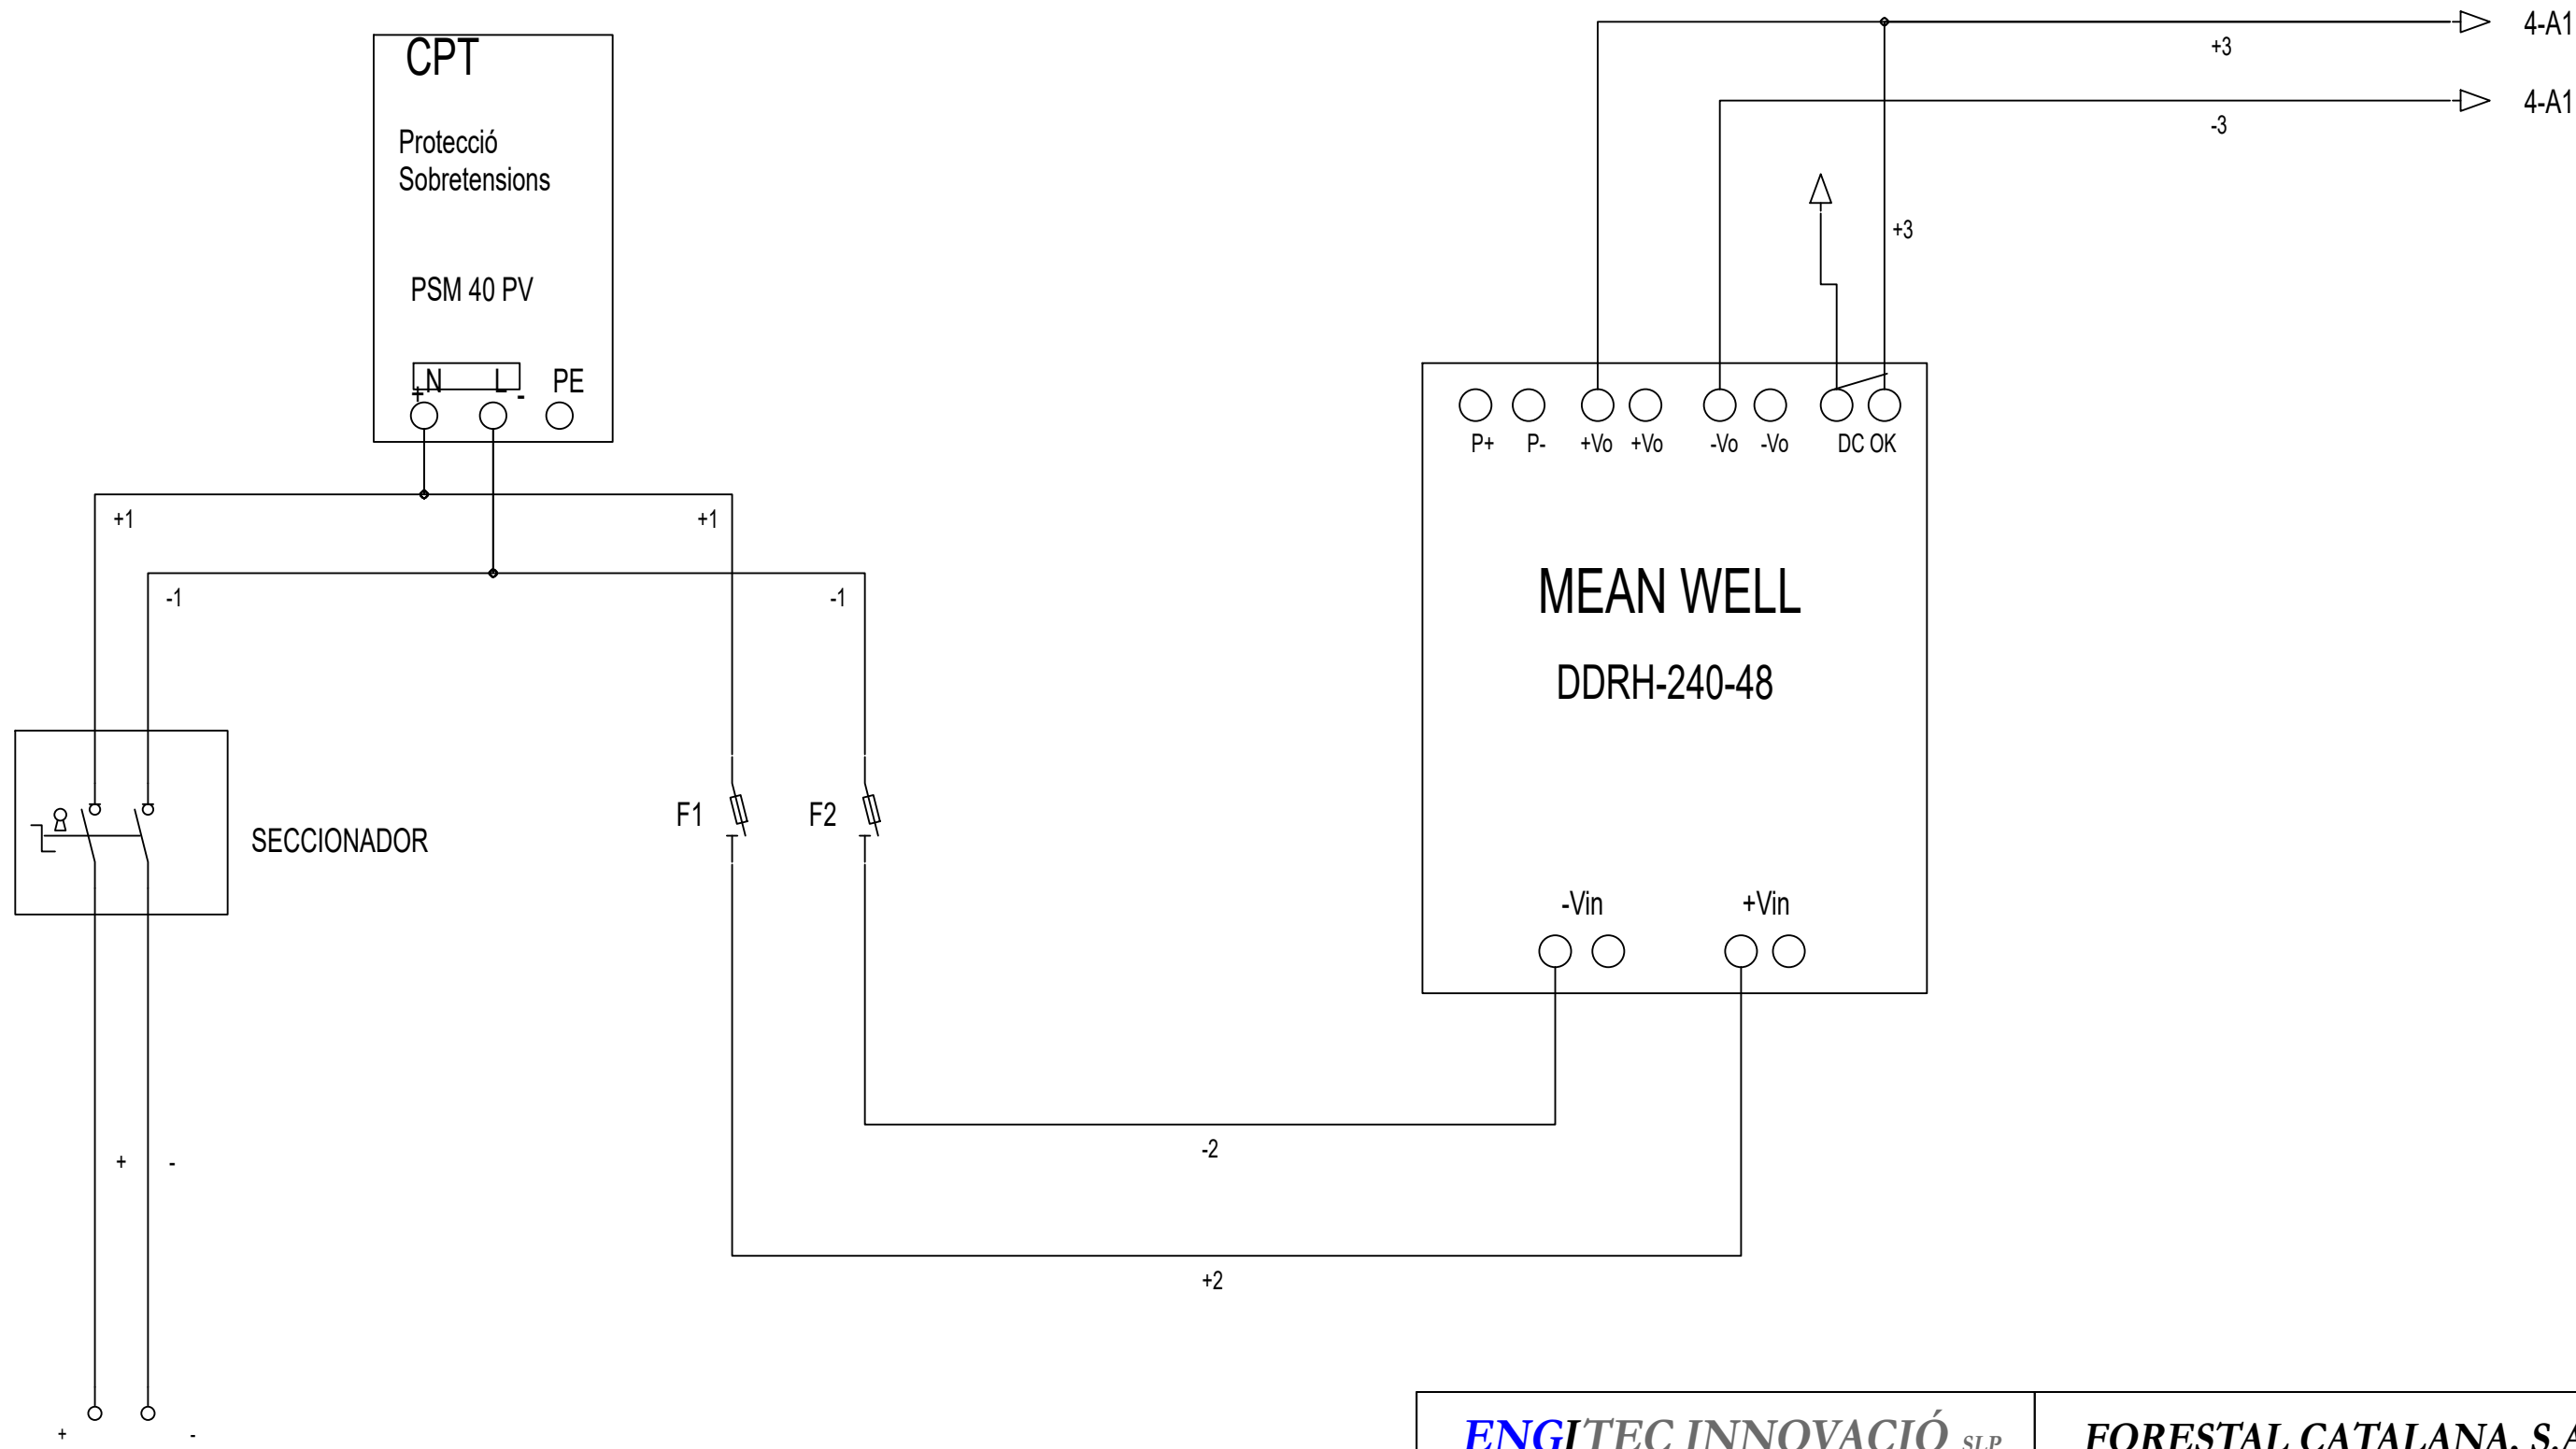 4-A1
+3
4-A1
-3
CPT
Protecció
Sobretensions
PSM 40 PV
N L PE
+ -
+3
P+ P- +Vo +Vo -Vo -Vo DC OK
+1 +1
-1 -1
MEAN WELL
DDRH-240-48
F1 F2
SECCIONADOR
-Vin +Vin
-2
+ -
+2
+ -
ENGITEC INNOVACIÓ SLP
FORESTAL CATALANA, S.